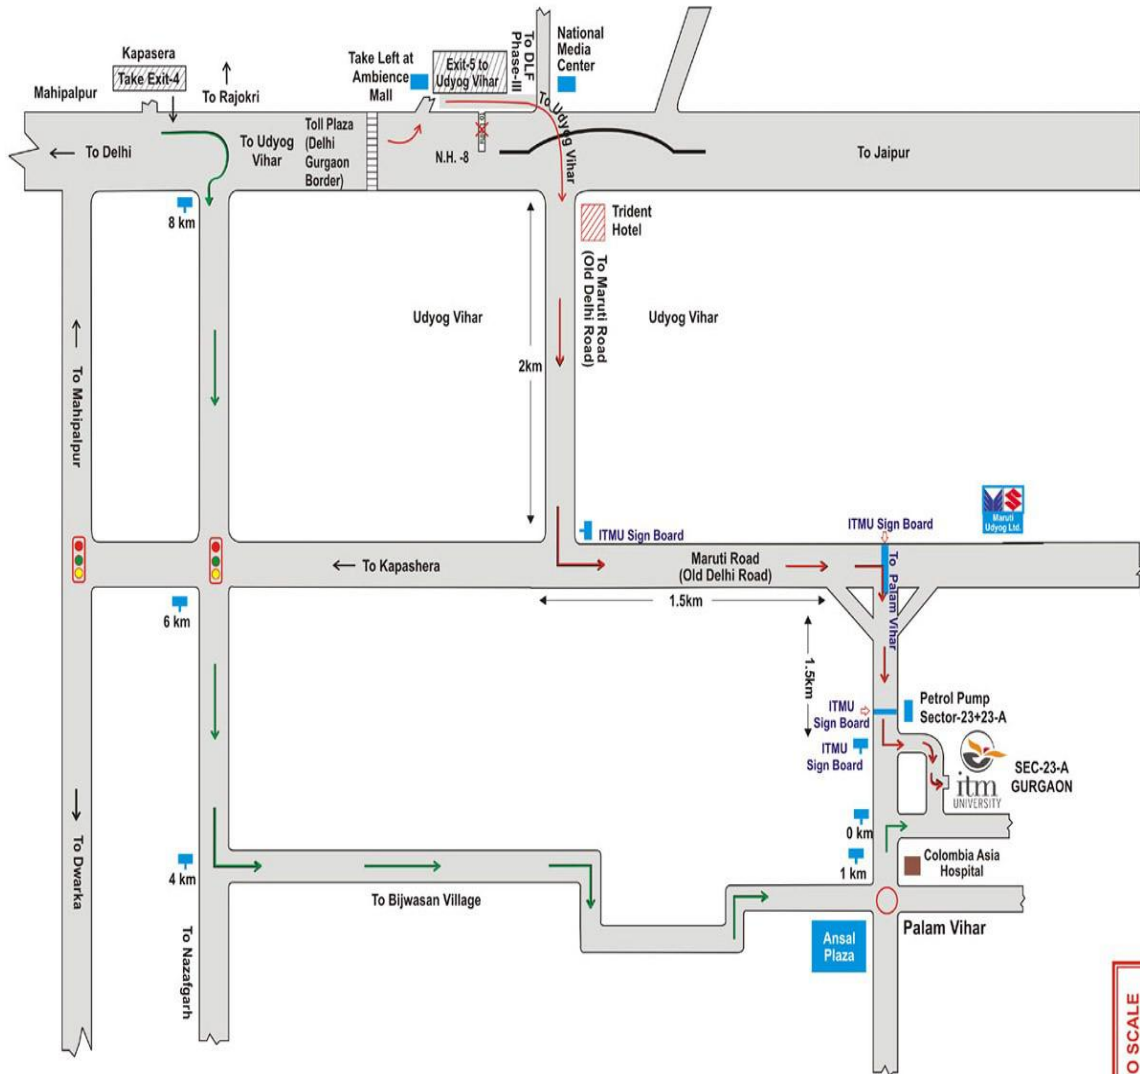 Kapasera
Take Exit-4
Mahipalpur
To Rajokri
Take Left at
Ambience
Mall
Exit-5 to
Udyog Vihar
To DLF
Phase-III
National
Media
Center
To Delhi
To Udyog
Vihar
Toll Plaza
(Delhi
Gurgaon
Border)
N.H. -8
To Udyog Vihar
To Jaipur
8 km
Trident
Hotel
To Maruti Road
(Old Delhi Road)
Udyog Vihar
Udyog Vihar
2km
To Mahipalpur
ITMU Sign Board
ITMU Sign Board
Maruti
Udyog Ltd.
To Kapashera
Maruti Road
(Old Delhi Road)
To Palam Vihar
1.5km
6 km
1.5km
ITMU
Sign Board
Petrol Pump
Sector-23+23-A
ITMU
Sign Board
itm
UNIVERSITY
SEC-23-A
GURGAON
0 km
1 km
Colombia Asia
Hospital
4 km
To Dwarka
To Bijwasan Village
To Nazafgarh
Ansal
Plaza
Palam Vihar
O SCALE